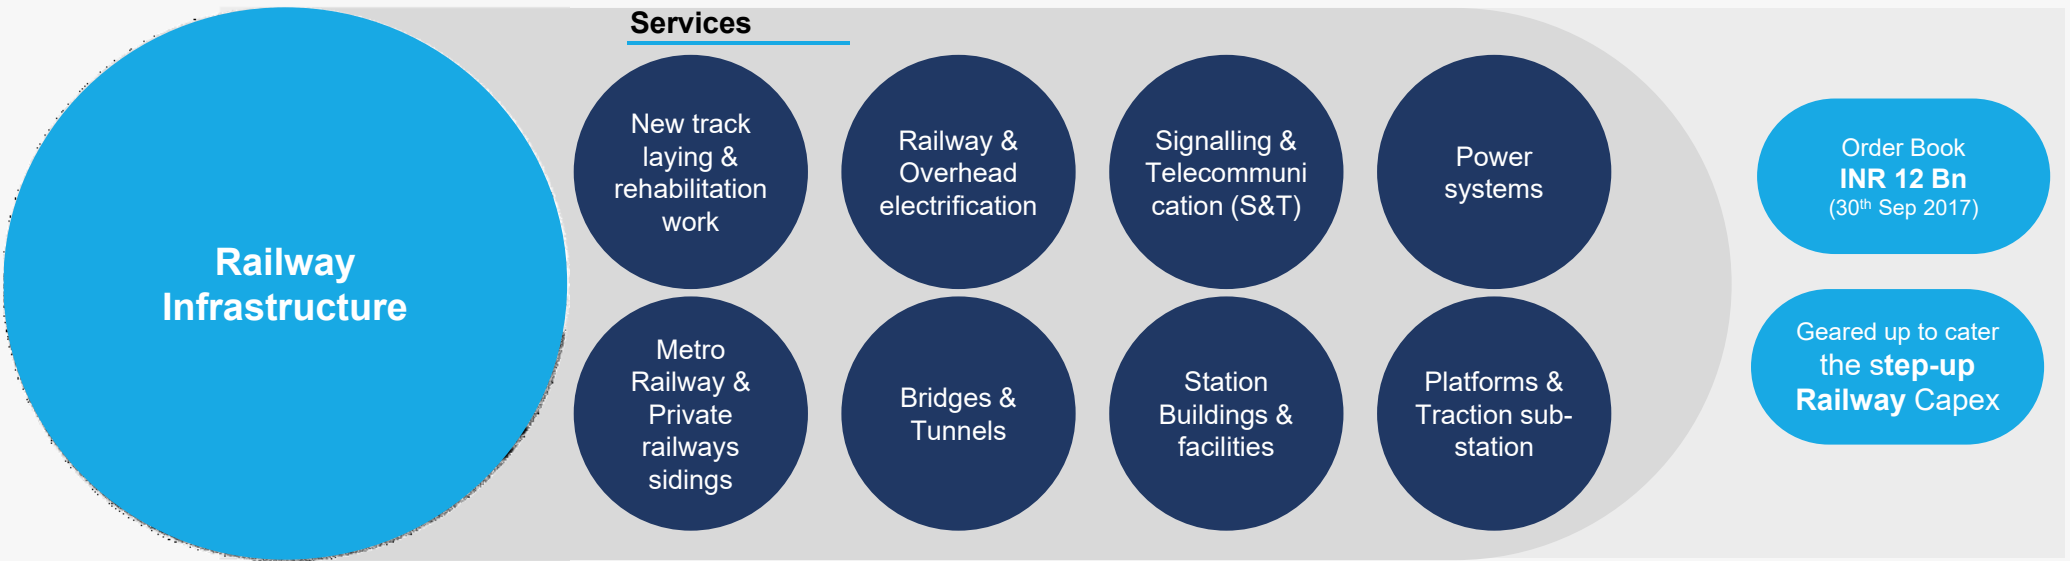 Services
Railway
Infrastructure
New track
laying &
rehabilitation
work
Railway &
Overhead
electrification
Signalling &
Telecommuni
cation (S&T)
Power
systems
Metro
Railway &
Private
railways
sidings
Bridges &
Tunnels
Station
Buildings &
facilities
Platforms &
Traction sub-
station
Order Book
INR 12 Bn
(30th Sep 2017)
Geared up to cater
the step-up
Railway Capex